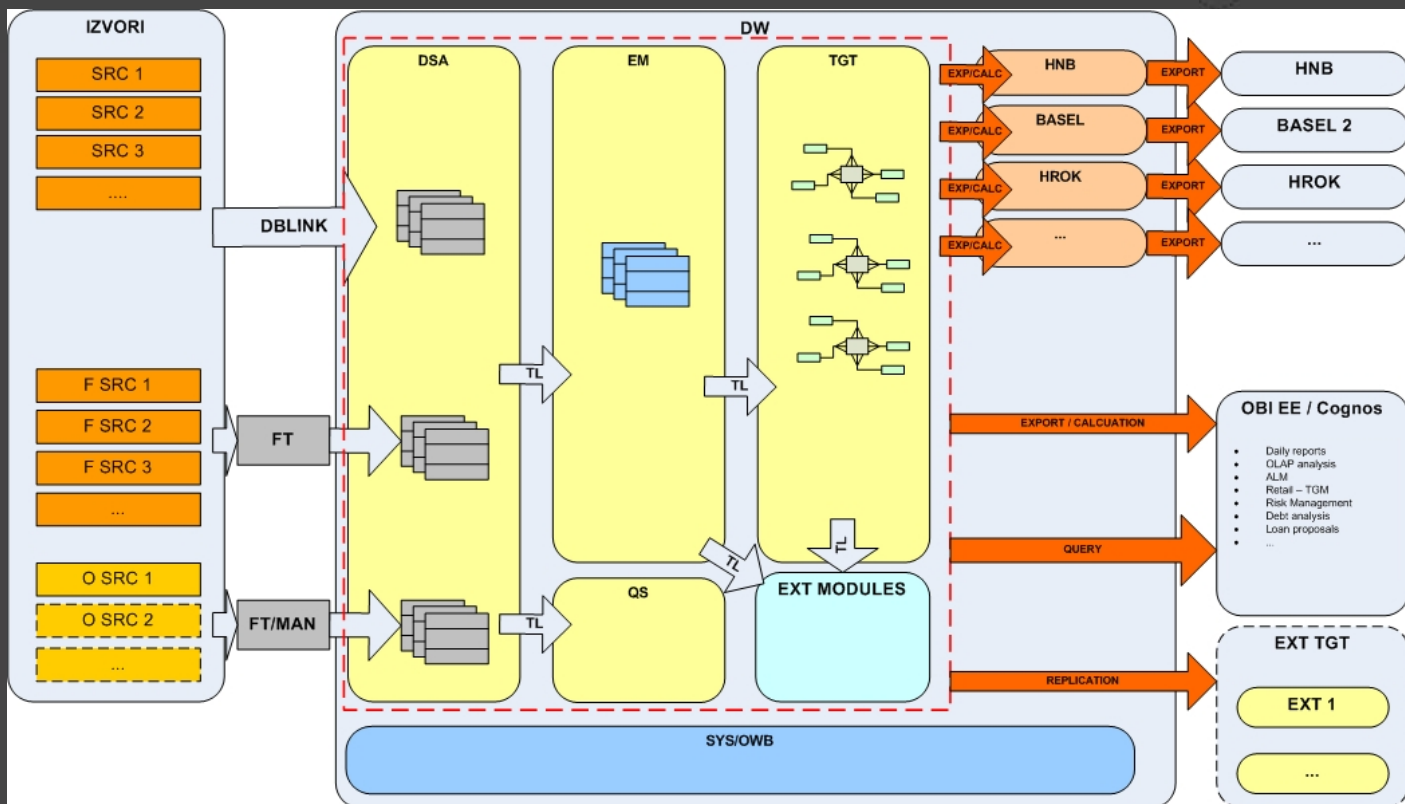 IZVORI
SRC 1
SRC 2
SRC 3
....
DBLINK
F SRC 1
F SRC 2
F SRC 3
...
FT
O SRC 1
O SRC 2
...
FT/MAN
DW
DSA
EM
TGT
TL
TL
TL
TL
TL
QS
EXT MODULES
SYS/OWB
EXP/CALC
HNB
EXPORT
HNB
EXP/CALC
BASEL
EXPORT
BASEL 2
EXP/CALC
HROK
EXPORT
HROK
EXP/CALC
...
EXPORT
...
EXPORT / CALCUATION
QUERY
REPLICATION
OBI EE / Cognos
• Daily reports
• OLAP analysis
• ALM
• Retail – TGM
• Risk Management
• Debt analysis
• Loan proposals
• ...
EXT TGT
EXT 1
...